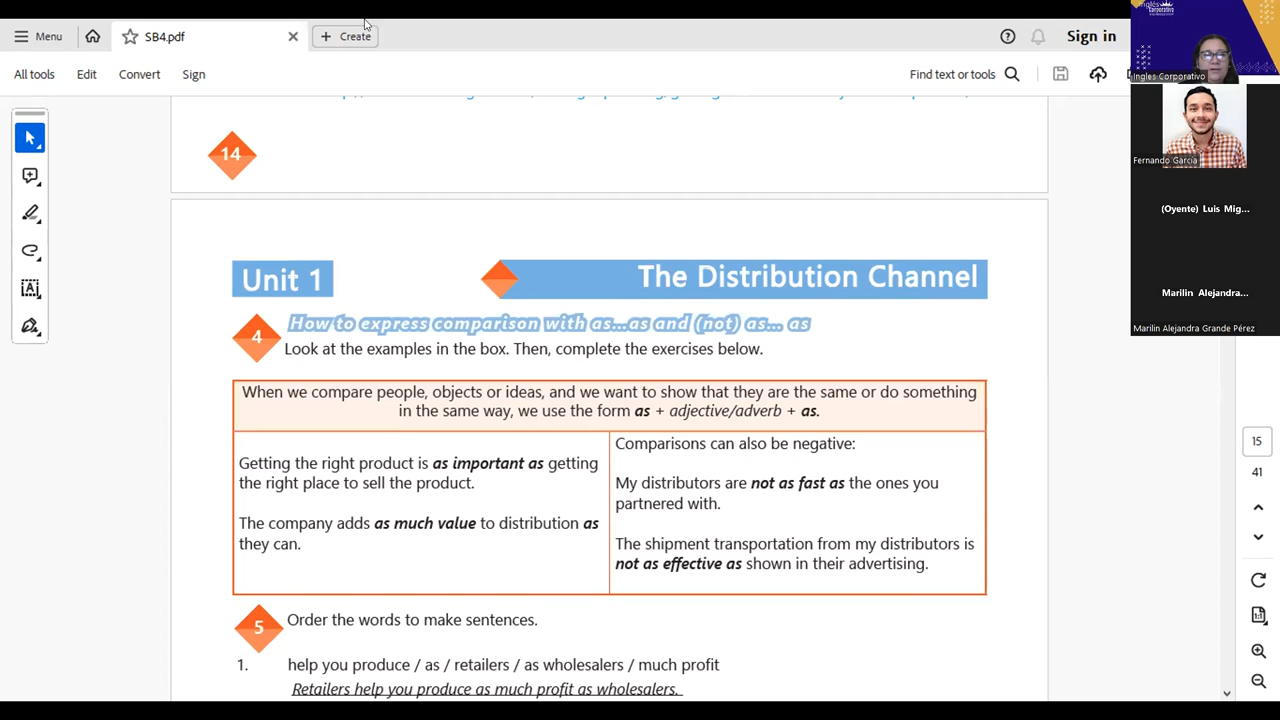 Menu
SB4.pdf
Create
Sign in
All tools
Edit
Convert
Sign
Find text or tools
Inglés
Corporativo
Ingles Corporativo
Fernando García
(Oyente) Luis Mig...
Marilin Alejandra...
Marilin Alejandra Grande Pérez
14
Unit 1
The Distribution Channel
4
How to express comparison with as...as and (not) as... as
Look at the examples in the box. Then, complete the exercises below.
When we compare people, objects or ideas, and we want to show that they are the same or do something
in the same way, we use the form as + adjective/adverb + as.
Getting the right product is as important as getting
the right place to sell the product.
The company adds as much value to distribution as
they can.
Comparisons can also be negative:
My distributors are not as fast as the ones you
partnered with.
The shipment transportation from my distributors is
not as effective as shown in their advertising.
5
Order the words to make sentences.
1. help you produce / as / retailers / as wholesalers / much profit
Retailers help you produce as much profit as wholesalers.
15
41
1:1